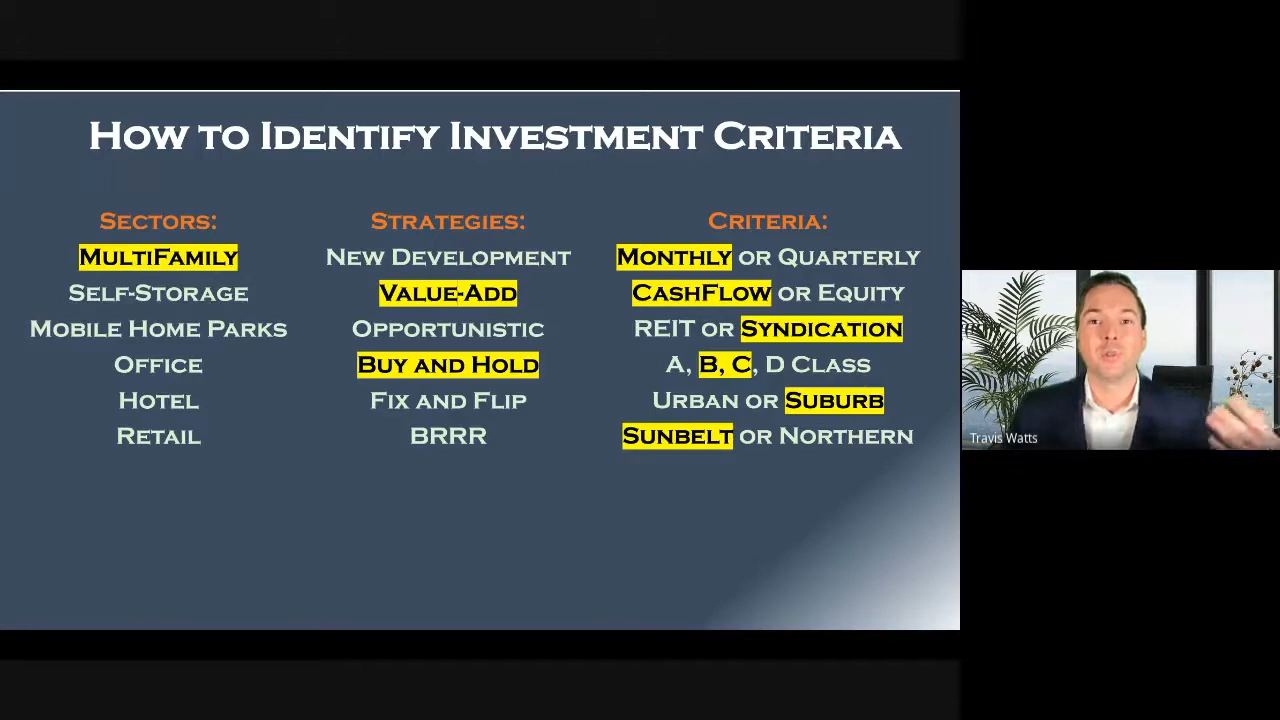 How to Identify Investment Criteria
Sectors:
MultiFamily
Self-Storage
Mobile Home Parks
Office
Hotel
Retail
Strategies:
New Development
Value-Add
Opportunistic
Buy and Hold
Fix and Flip
BRRR
Criteria:
Monthly or Quarterly
CashFlow or Equity
REIT or Syndication
A, B, C, D Class
Urban or Suburb
Sunbelt or Northern
Travis Watts